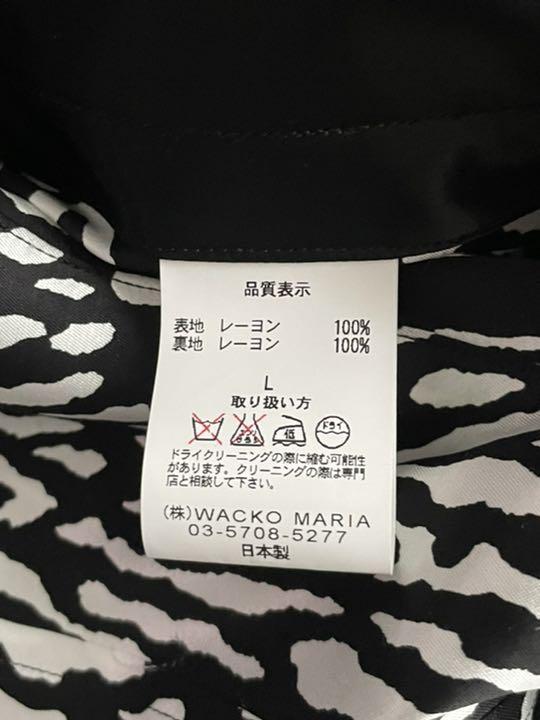 品質表示
表地 レーヨン 100%
裏地 レーヨン 100%
L
取り扱い方
低 ドライ
ドライクリーニングの際に縮む可能性
があります。クリーニングの際は専門
店と相談して下さい。
(株)WACKO MARIA
03-5708-5277
日本製